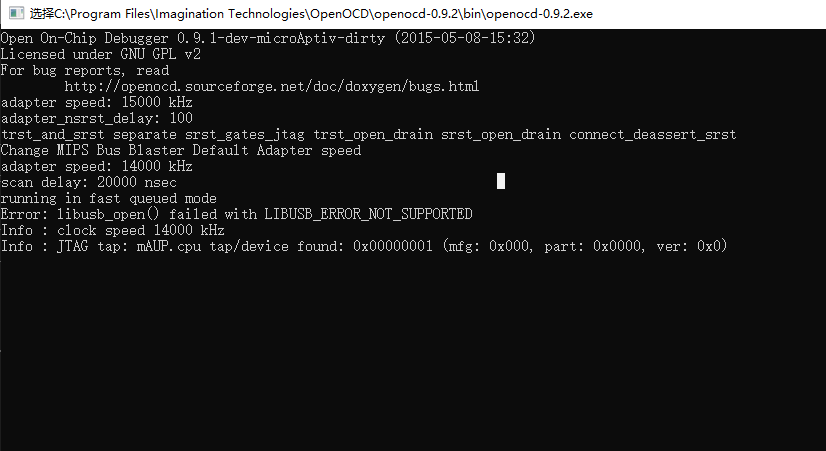 选择C:\Program Files\Imagination Technologies\OpenOCD\openocd-0.9.2\bin\openocd-0.9.2.exe
Open On-Chip Debugger 0.9.1-dev-microAptiv-dirty (2015-05-08-15:32)
Licensed under GNU GPL v2
For bug reports, read
http://openocd.sourceforge.net/doc/doxygen/bugs.html
adapter speed: 15000 kHz
adapter_nsrst_delay: 100
trst_and_srst separate srst_gates_jtag trst_open_drain srst_open_drain connect_deassert_srst
Change MIPS Bus Blaster Default Adapter speed
adapter speed: 14000 kHz
scan delay: 20000 nsec
running in fast queued mode
Error: libusb_open() failed with LIBUSB_ERROR_NOT_SUPPORTED
Info : clock speed 14000 kHz
Info : JTAG tap: mAUP.cpu tap/device found: 0x00000001 (mfg: 0x000, part: 0x0000, ver: 0x0)